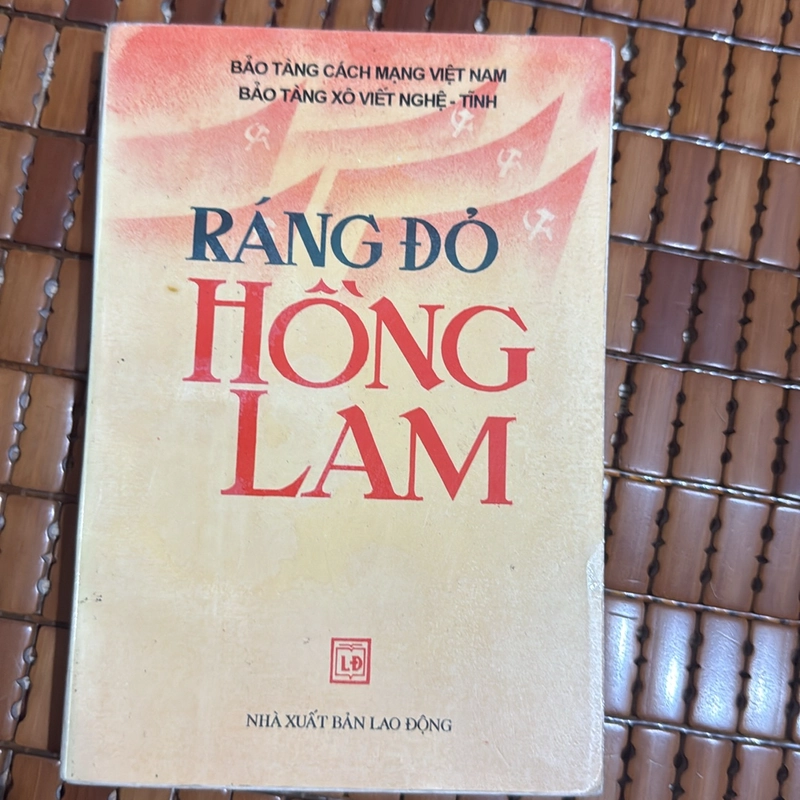 BẢO TÀNG CÁCH MẠNG VIỆT NAM
BẢO TÀNG XÔ VIẾT NGHỆ - TĨNH
RÁNG ĐỎ
HỒNG
LAM
LĐ
NHÀ XUẤT BẢN LAO ĐỘNG